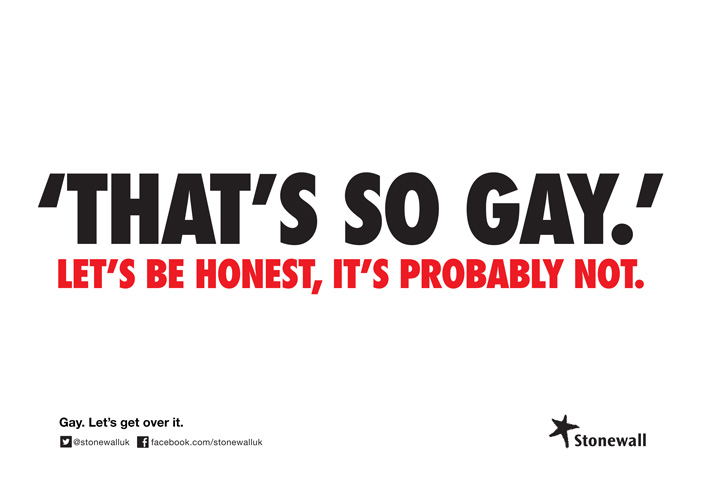 ‘THAT’S SO GAY.’
LET’S BE HONEST, IT’S PROBABLY NOT.
Gay. Let’s get over it.
@stonewalluk facebook.com/stonewalluk
Stonewall